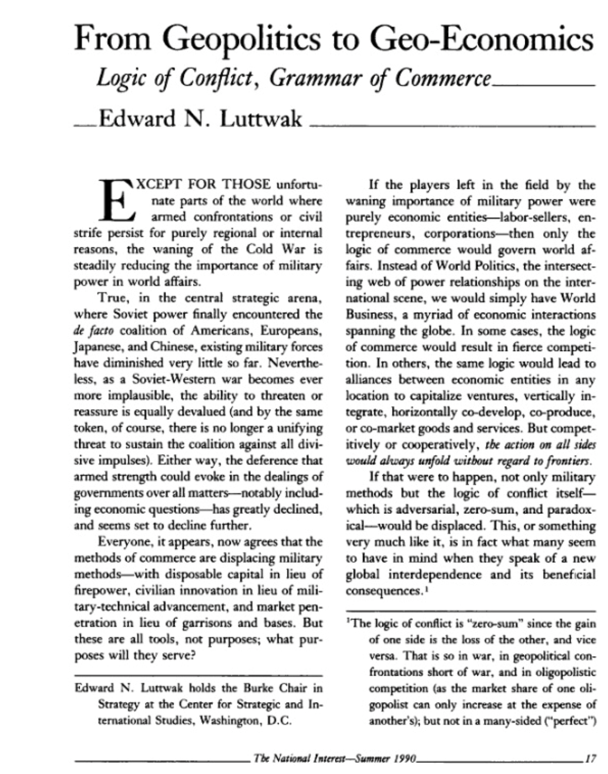 From Geopolitics to Geo-Economics
Logic of Conflict, Grammar of Commerce
Edward N. Luttwak
EXCEPT FOR THOSE unfortu-
nate parts of the world where
armed confrontations or civil
strife persist for purely regional or internal
reasons, the waning of the Cold War is
steadily reducing the importance of military
power in world affairs.
True, in the central strategic arena,
where Soviet power finally encountered the
de facto coalition of Americans, Europeans,
Japanese, and Chinese, existing military forces
have diminished very little so far. Neverthe-
less, as a Soviet-Western war becomes ever
more implausible, the ability to threaten or
reassure is equally devalued (and by the same
token, of course, there is no longer a unifying
threat to sustain the coalition against all divi-
sive impulses). Either way, the deference that
armed strength could evoke in the dealings of
governments over all matters—notably includ-
ing economic questions—has greatly declined,
and seems set to decline further.
Everyone, it appears, now agrees that the
methods of commerce are displacing military
methods—with disposable capital in lieu of
firepower, civilian innovation in lieu of mili-
tary-technical advancement, and market pen-
etration in lieu of garrisons and bases. But
these are all tools, not purposes; what pur-
poses will they serve?
Edward N. Luttwak holds the Burke Chair in
Strategy at the Center for Strategic and In-
ternational Studies, Washington, D.C.
If the players left in the field by the
waning importance of military power were
purely economic entities—labor-sellers, en-
trepreneurs, corporations—then only the
logic of commerce would govern world af-
fairs. Instead of World Politics, the intersect-
ing web of power relationships on the inter-
national scene, we would simply have World
Business, a myriad of economic interactions
spanning the globe. In some cases, the logic
of commerce would result in fierce competi-
tion. In others, the same logic would lead to
alliances between economic entities in any
location to capitalize ventures, vertically in-
tegrate, horizontally co-develop, co-produce,
or co-market goods and services. But compet-
itively or cooperatively, the action on all sides
would always unfold without regard to frontiers.
If that were to happen, not only military
methods but the logic of conflict itself—
which is adversarial, zero-sum, and paradox-
ical—would be displaced. This, or something
very much like it, is in fact what many seem
to have in mind when they speak of a new
global interdependence and its beneficial
consequences.¹
¹The logic of conflict is "zero-sum" since the gain
of one side is the loss of the other, and vice
versa. That is so in war, in geopolitical con-
frontations short of war, and in oligopolistic
competition (as the market share of one oli-
gopolist can only increase at the expense of
another's); but not in a many-sided ("perfect")
The National Interest—Summer 1990
17